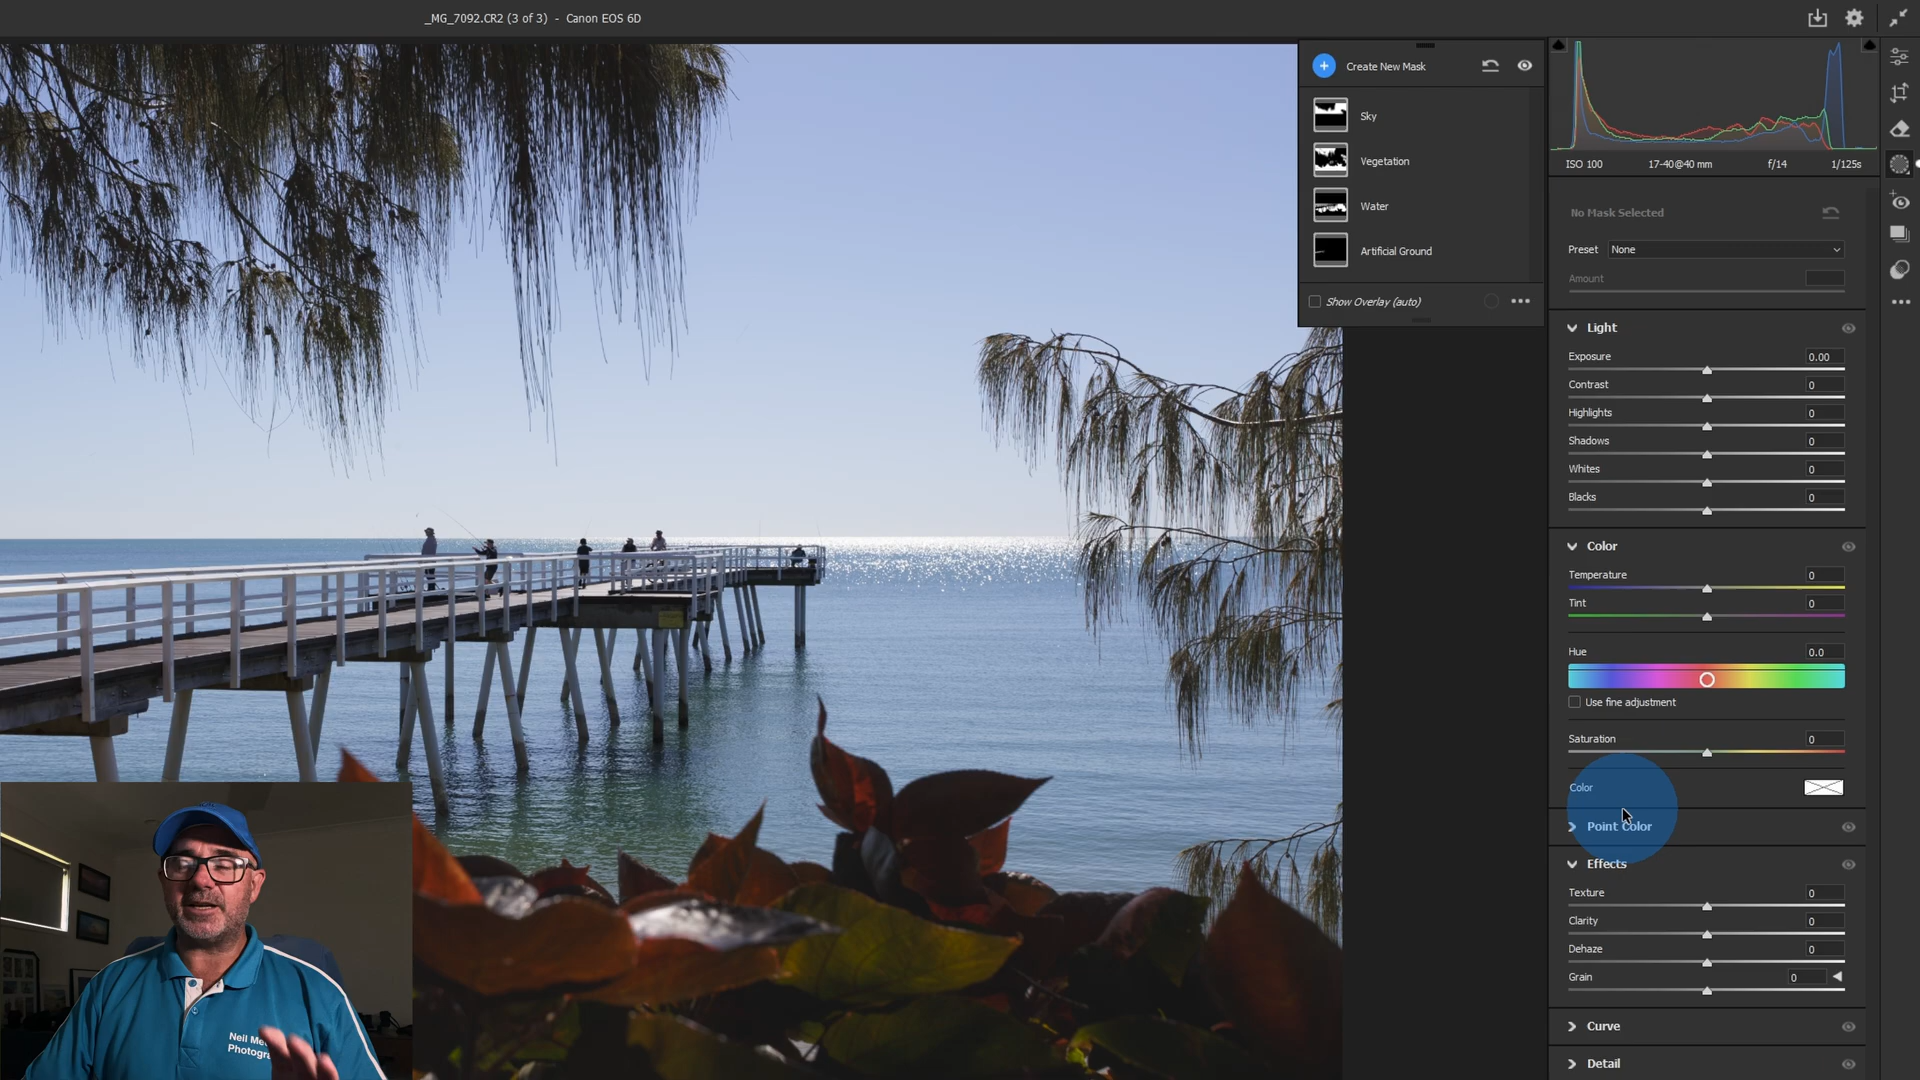 _MG_7092.CR2 (3 of 3) - Canon EOS 6D
Create New Mask
Sky
Vegetation
Water
Artificial Ground
Show Overlay (auto)
ISO 100 17-40@40 mm f/14 1/125s
No Mask Selected
Preset None
Amount
Light
Exposure 0.00
Contrast 0
Highlights 0
Shadows 0
Whites 0
Blacks 0
Color
Temperature 0
Tint 0
Hue 0.0
Use fine adjustment
Saturation 0
Color
Point Color
Effects
Texture 0
Clarity 0
Dehaze 0
Grain 0
Curve
Detail
Neil